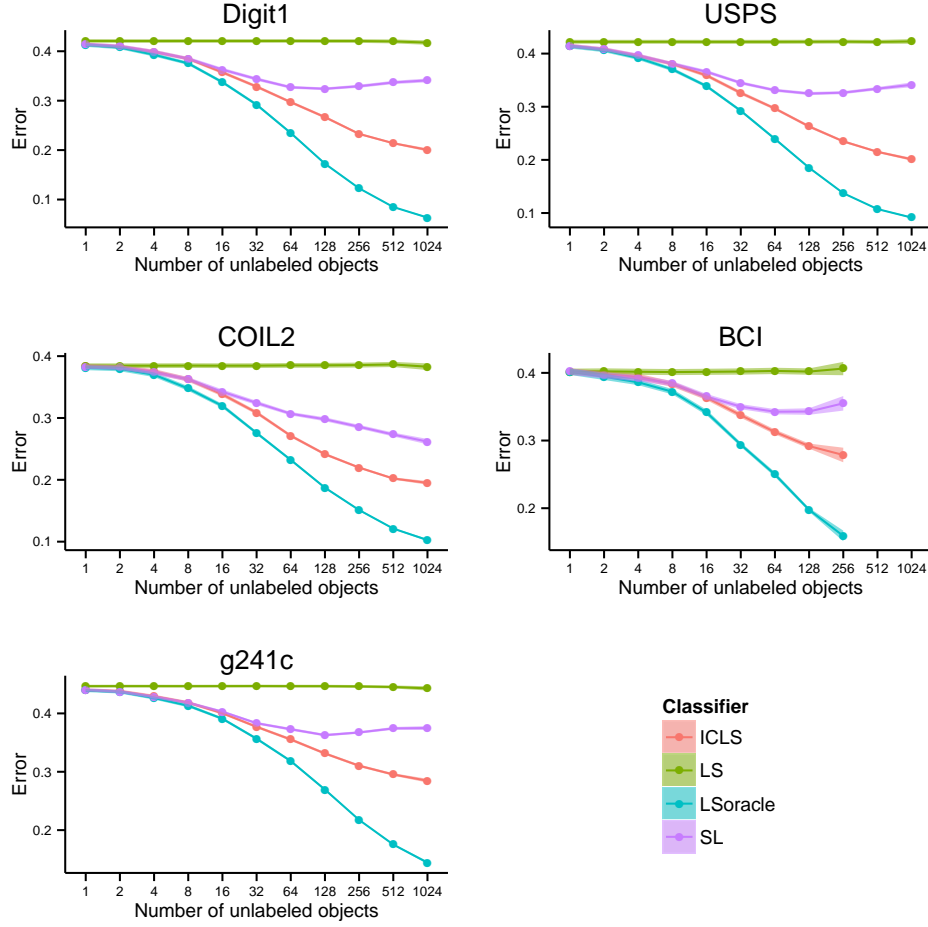 Digit1
Error
0.4
0.3
0.2
0.1
1 2 4 8 16 32 64 128 256 512 1024
Number of unlabeled objects
USPS
Error
0.4
0.3
0.2
0.1
1 2 4 8 16 32 64 128 256 512 1024
Number of unlabeled objects
COIL2
Error
0.4
0.3
0.2
0.1
1 2 4 8 16 32 64 128 256 512 1024
Number of unlabeled objects
BCI
Error
0.4
0.3
0.2
1 2 4 8 16 32 64 128 256 512 1024
Number of unlabeled objects
g241c
Error
0.4
0.3
0.2
1 2 4 8 16 32 64 128 256 512 1024
Number of unlabeled objects
Classifier
ICLS
LS
LSoracle
SL